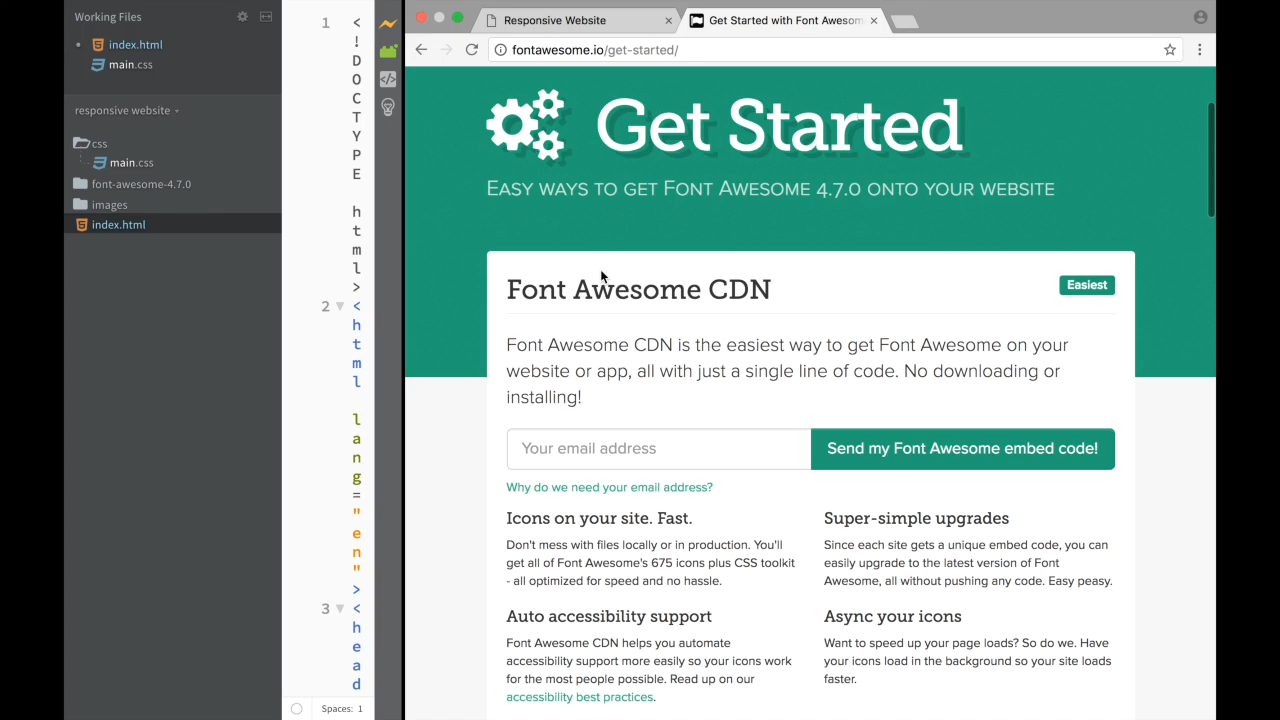 Working Files
index.html
main.css
responsive website
css
main.css
font-awesome-4.7.0
images
index.html
1
<
!
D
O
C
T
Y
P
E
h
t
m
l
>
2
<
h
t
m
l
l
a
n
g
=
"
e
n
"
>
3
<
h
e
a
d
Spaces: 1
</>
Responsive Website
Get Started with Font Awesom
fontawesome.io/get-started/
Get Started
Easy ways to get Font Awesome 4.7.0 onto your website
Font Awesome CDN
Easiest
Font Awesome CDN is the easiest way to get Font Awesome on your
website or app, all with just a single line of code. No downloading or
installing!
Your email address
Send my Font Awesome embed code!
Why do we need your email address?
Icons on your site. Fast.
Don't mess with files locally or in production. You'll
get all of Font Awesome's 675 icons plus CSS toolkit
- all optimized for speed and no hassle.
Super-simple upgrades
Since each site gets a unique embed code, you can
easily upgrade to the latest version of Font
Awesome, all without pushing any code. Easy peasy.
Auto accessibility support
Font Awesome CDN helps you automate
accessibility support more easily so your icons work
for the most people possible. Read up on our
accessibility best practices.
Async your icons
Want to speed up your page loads? So do we. Have
your icons load in the background so your site loads
faster.